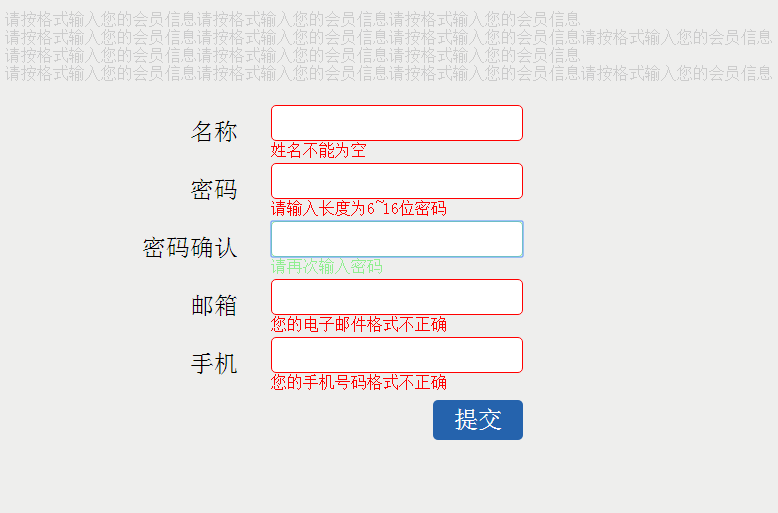 请按格式输入您的会员信息请按格式输入您的会员信息请按格式输入您的会员信息
请按格式输入您的会员信息请按格式输入您的会员信息请按格式输入您的会员信息请按格式输入您的会员信息
请按格式输入您的会员信息请按格式输入您的会员信息请按格式输入您的会员信息
请按格式输入您的会员信息请按格式输入您的会员信息请按格式输入您的会员信息请按格式输入您的会员信息
名称
姓名不能为空
密码
请输入长度为6~16位密码
密码确认
请再次输入密码
邮箱
您的电子邮件格式不正确
手机
您的手机号码格式不正确
提交